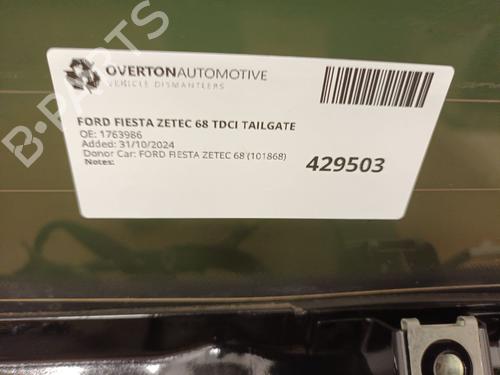 B-PARTS
OVERTONAUTOMOTIVE
VEHICLE DISMANTLERS
FORD FIESTA ZETEC 68 TDCI TAILGATE
OE: 1763986
Added: 31/10/2024
Donor Car: FORD FIESTA ZETEC 68 (101868)
Notes:
429503